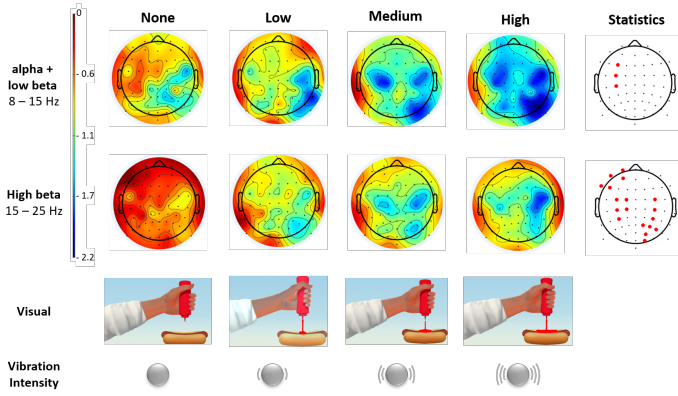 None Low Medium High Statistics
0
alpha +
low beta
8 – 15 Hz
- 0.6
- 1.1
High beta
15 – 25 Hz
- 1.7
- 2.2
Visual
Vibration
Intensity